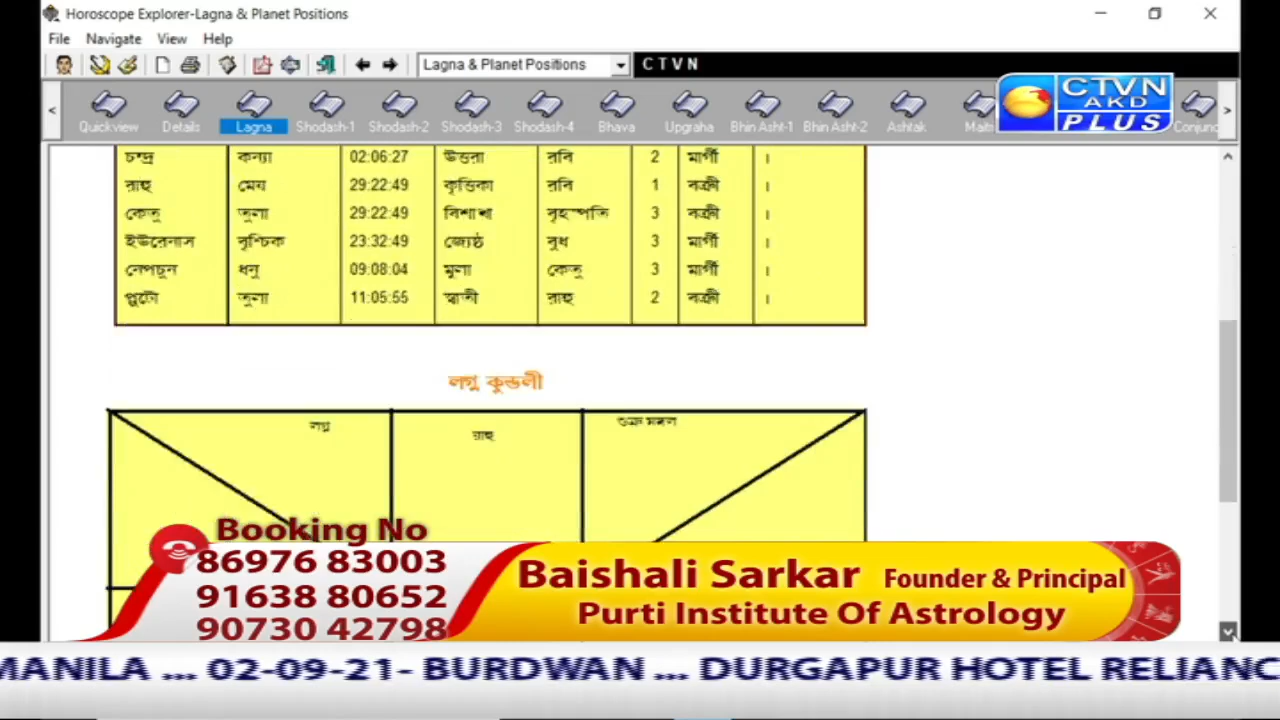 Horoscope Explorer-Lagna & Planet Positions
File Navigate View Help
Lagna & Planet Positions CTVN
Quickview Details Lagna Shodash-1 Shodash-2 Shodash-3 Shodash-4 Bhava Upgraha Bhin Asht-1 Bhin Asht-2 Ashtak
CTVN
AKD
PLUS
চন্দ্র কন্যা 02:06:27 উত্তরা রবি 2 মার্গী ।
রাহু মেষ 29:22:49 কৃত্তিকা রবি 1 বক্রী ।
কেতু তুলা 29:22:49 বিশাখা বৃহস্পতি 3 বক্রী ।
ইউরেনাস বৃশ্চিক 23:32:49 জ্যেষ্ঠ বুধ 3 মার্গী ।
নেপচুন ধনু 09:08:04 মুলা কেতু 3 মার্গী ।
প্লুটো তুলা 11:05:55 স্বাতী রাহু 2 বক্রী ।
লগ্ন কুন্ডলী
লগ্ন রাহু শুক্র মঙ্গল
Booking No
86976 83003
91638 80652
90730 42798
Baishali Sarkar Founder & Principal
Purti Institute Of Astrology
MANILA ... 02-09-21- BURDWAN ... DURGAPUR HOTEL RELIANC